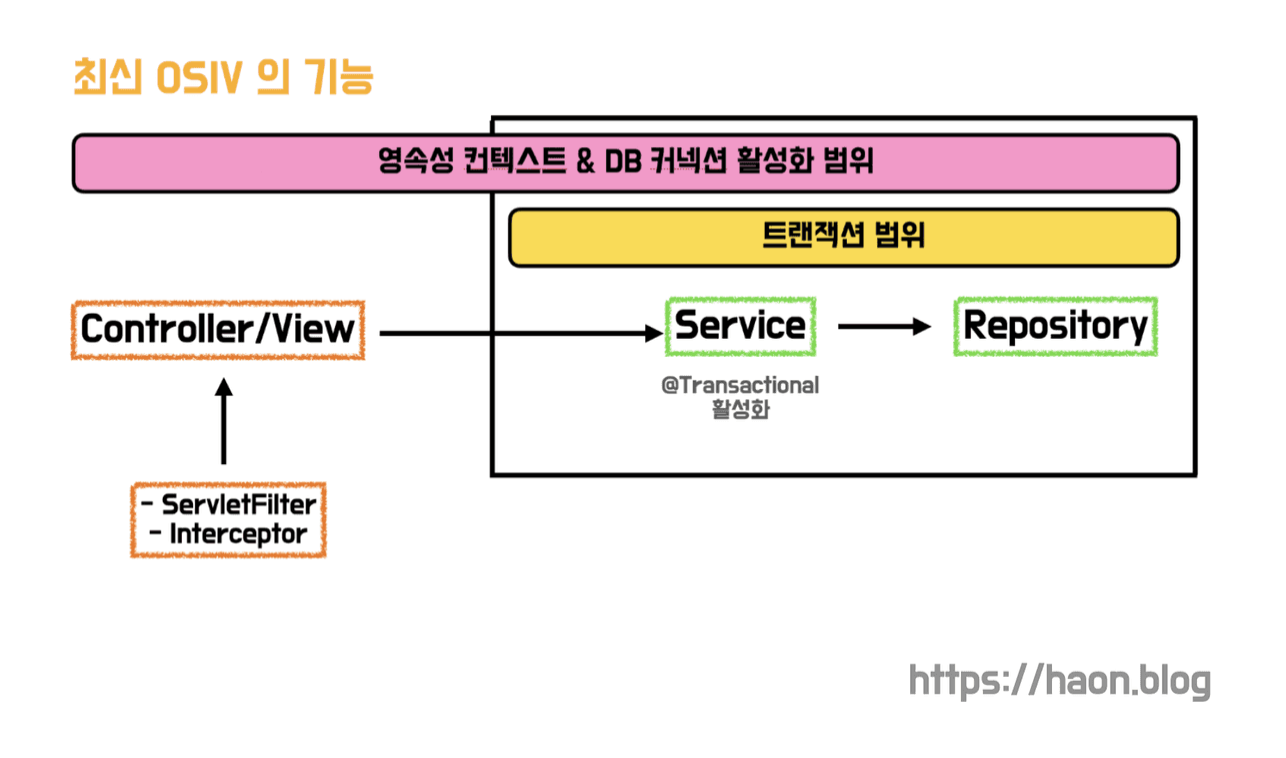 최신 OSIV 의 기능
영속성 컨텍스트 & DB 커넥션 활성화 범위
트랜잭션 범위
Controller/View
Service
Repository
@Transactional
활성화
- ServletFilter
- Interceptor
https://haon.blog